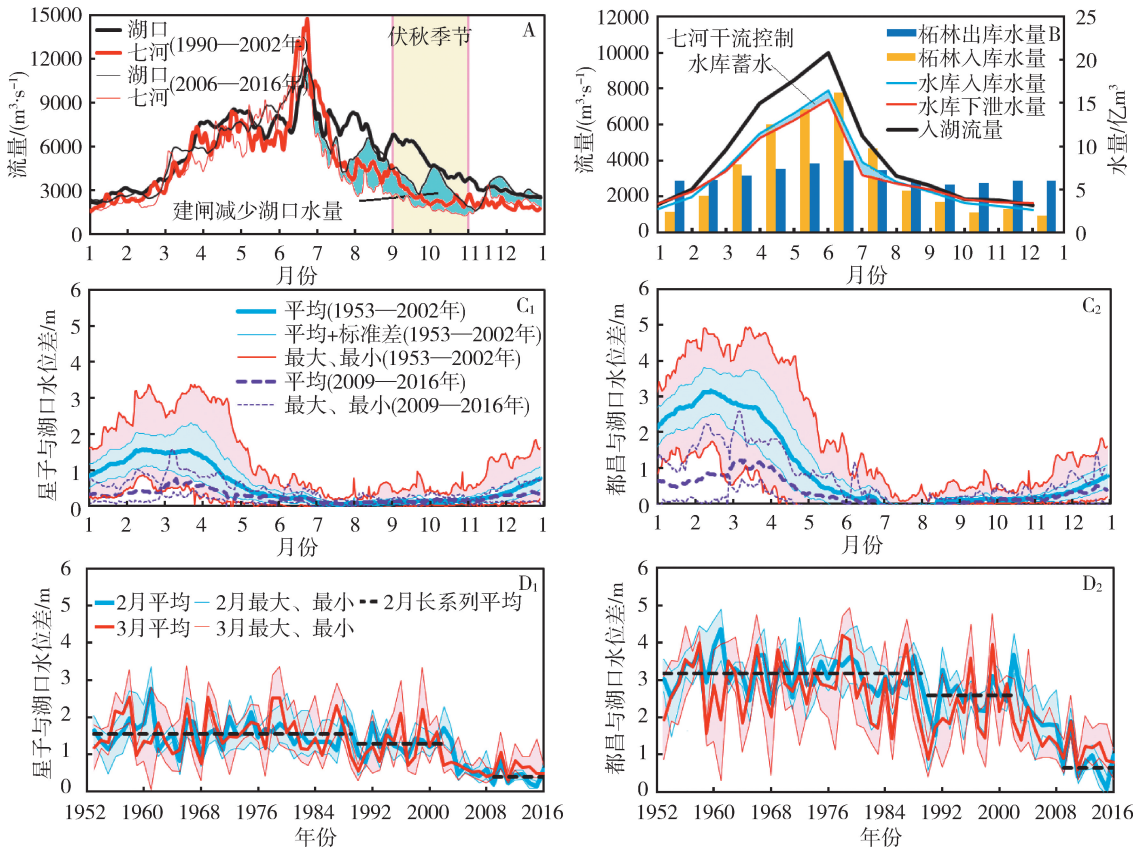 A
湖口
七河(1990—2002年)
湖口
(2006—2016年)
七河
伏秋季节
建闸减少湖口水量
流量/(m³·s⁻¹)
15000
12000
9000
6000
3000
0
1 2 3 4 5 6 7 8 9 10 11 12 1
月份
B
七河干流控制
水库蓄水
柘林出库水量
柘林入库水量
水库入库水量
水库下泄水量
入湖流量
流量/(m³·s⁻¹)
12000
10000
8000
6000
4000
2000
0
水量/亿m³
25
20
15
10
5
0
1 2 3 4 5 6 7 8 9 10 11 12 1
月份
C₁
平均(1953—2002年)
平均+标准差(1953—2002年)
最大、最小(1953—2002年)
平均(2009—2016年)
最大、最小(2009—2016年)
星子与湖口水位差/m
6
5
4
3
2
1
0
1 2 3 4 5 6 7 8 9 10 11 12 1
月份
C₂
都昌与湖口水位差/m
6
5
4
3
2
1
0
1 2 3 4 5 6 7 8 9 10 11 12 1
月份
D₁
2月平均 2月最大、最小 2月长系列平均
3月平均 3月最大、最小
星子与湖口水位差/m
6
5
4
3
2
1
0
1952 1960 1968 1976 1984 1992 2000 2008 2016
年份
D₂
都昌与湖口水位差/m
6
5
4
3
2
1
0
1952 1960 1968 1976 1984 1992 2000 2008 2016
年份